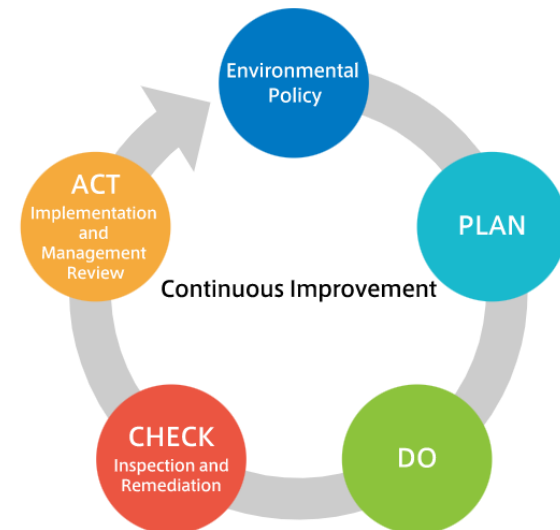 Environmental
Policy
PLAN
DO
CHECK
Inspection and
Remediation
ACT
Implementation
and
Management
Review
Continuous Improvement